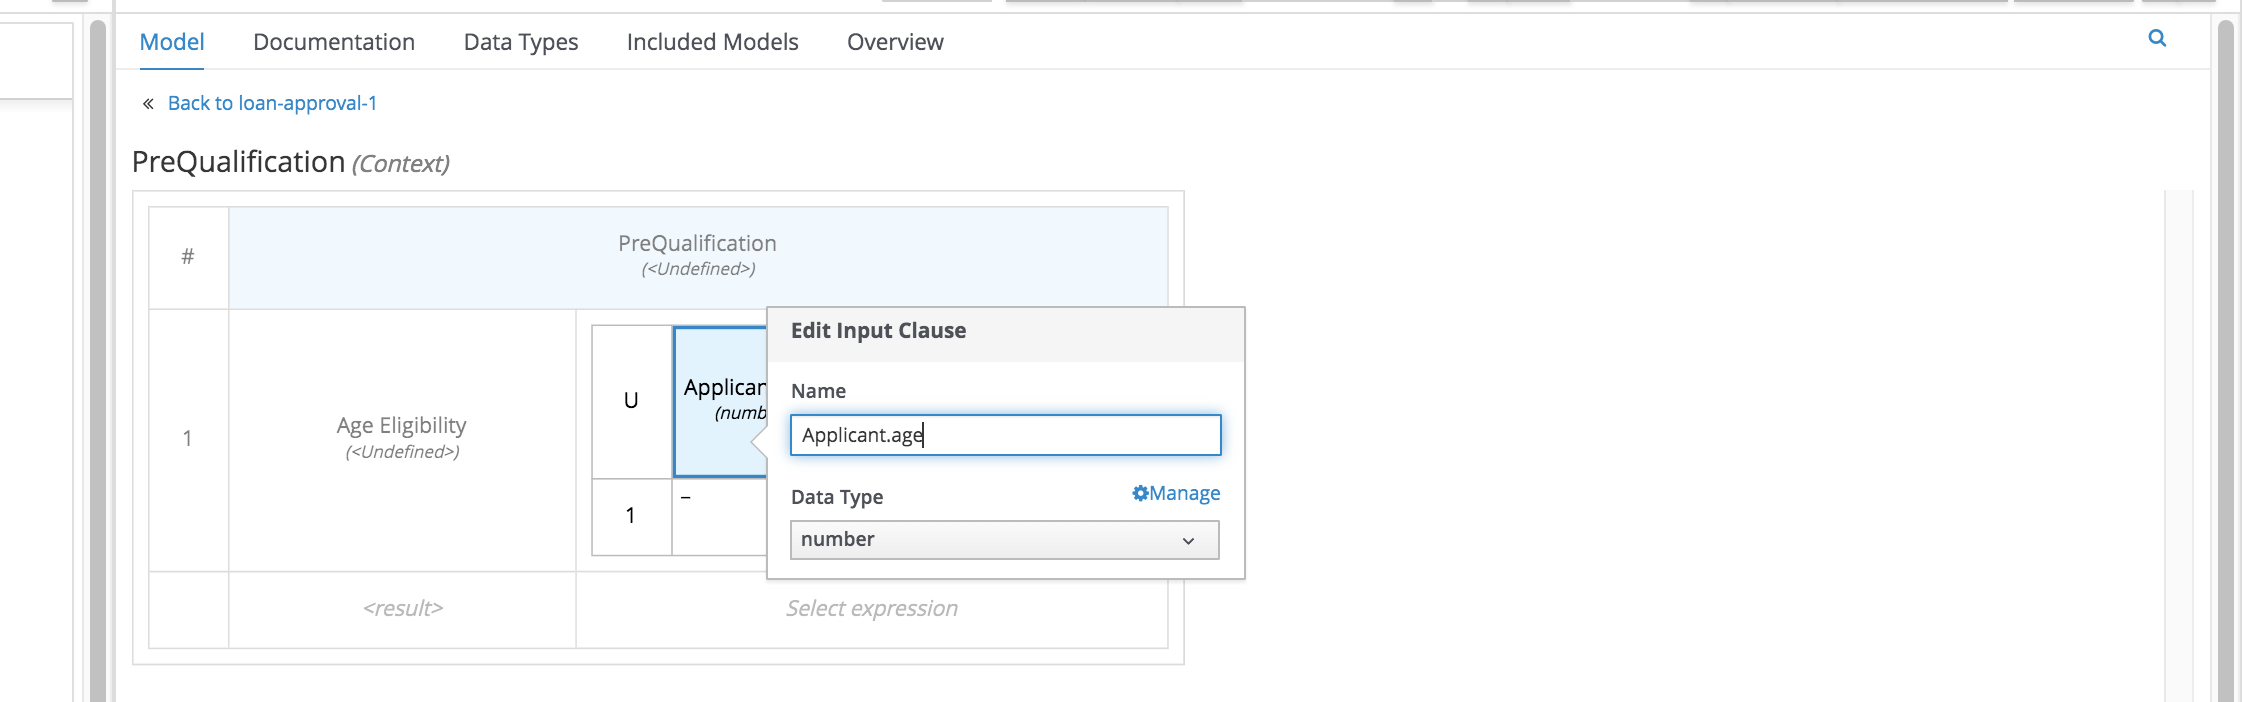 Model Documentation Data Types Included Models Overview
« Back to loan-approval-1
PreQualification (Context)
# PreQualification
(<Undefined>)
Edit Input Clause
Name
U Applican
(numb
Applicant.age
1 Age Eligibility
(<Undefined>)
Data Type Manage
1 –
number
<result> Select expression